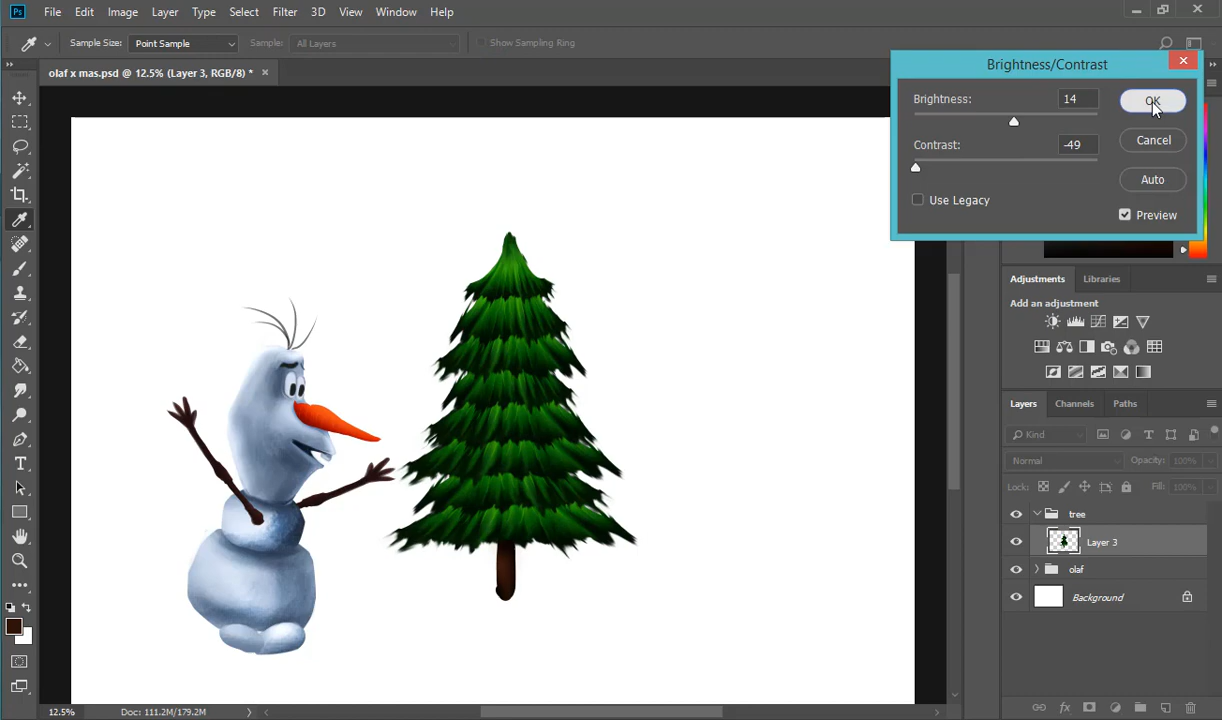 Ps File Edit Image Layer Type Select Filter 3D View Window Help
Sample Size: Point Sample Sample: All Layers Show Sampling Ring
olaf x mas.psd @ 12.5% (Layer 3, RGB/8) *
Brightness/Contrast
Brightness: 14 OK
Contrast: -49 Cancel
Auto
Use Legacy
Preview
Adjustments Libraries
Add an adjustment
Layers Channels Paths
Kind
Normal Opacity: 100%
Lock: Fill: 100%
tree
Layer 3
olaf
Background
12.5% Doc: 111.2M/179.2M